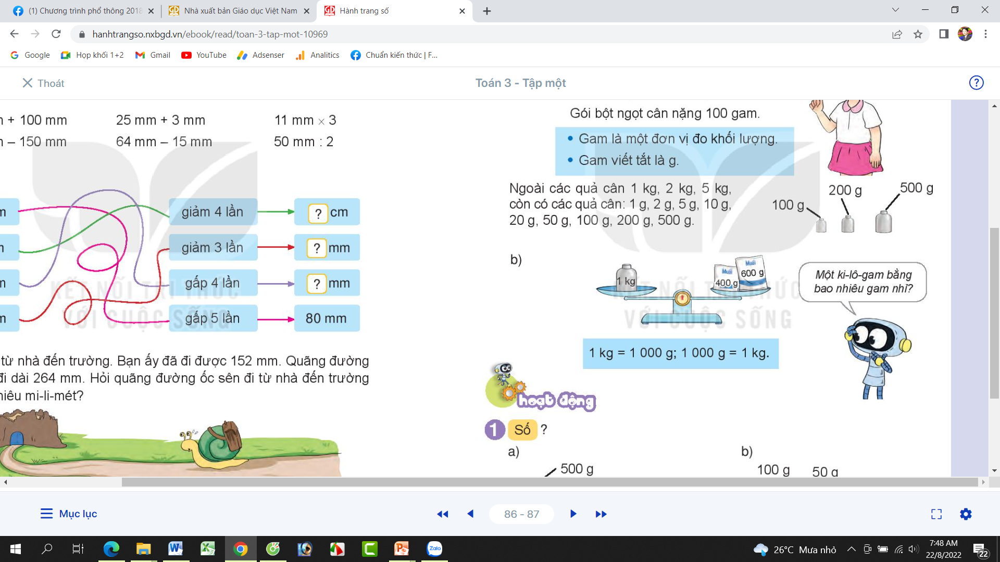 (1) Chương trình phổ thông 2018
Nhà xuất bản Giáo dục Việt Nam
Hành trang số
hanhtrangso.nxbgd.vn/ebook/read/toan-3-tap-mot-10969
Google
Họp khối 1+2
Gmail
YouTube
Adsenser
Analitics
Chuẩn kiến thức | F...
Thoát
Toán 3 - Tập một
?
+ 100 mm
25 mm + 3 mm
11 mm × 3
– 150 mm
64 mm – 15 mm
50 mm : 2
giảm 4 lần
? cm
giảm 3 lần
? mm
gấp 4 lần
? mm
gấp 5 lần
80 mm
từ nhà đến trường. Bạn ấy đã đi được 152 mm. Quãng đường
đi dài 264 mm. Hỏi quãng đường ốc sên đi từ nhà đến trường
mi-li-mét?
Gói bột ngọt cân nặng 100 gam.
• Gam là một đơn vị đo khối lượng.
• Gam viết tắt là g.
Ngoài các quả cân 1 kg, 2 kg, 5 kg,
còn có các quả cân: 1 g, 2 g, 5 g, 10 g,
20 g, 50 g, 100 g, 200 g, 500 g.
100 g
200 g
500 g
b)
1 kg
Muối
400 g
Muối
600 g
Một ki-lô-gam bằng
bao nhiêu gam nhỉ?
1 kg = 1 000 g; 1 000 g = 1 kg.
KẾT NỐI TRI THỨC
VỚI CUỘC SỐNG
VỚI CUỘC SỐNG
hoạt động
1 Số ?
a)
500 g
b)
100 g
50 g
Mục lục
86 - 87
Zalo
26°C Mưa nhỏ
7:48 AM
22/8/2022
22